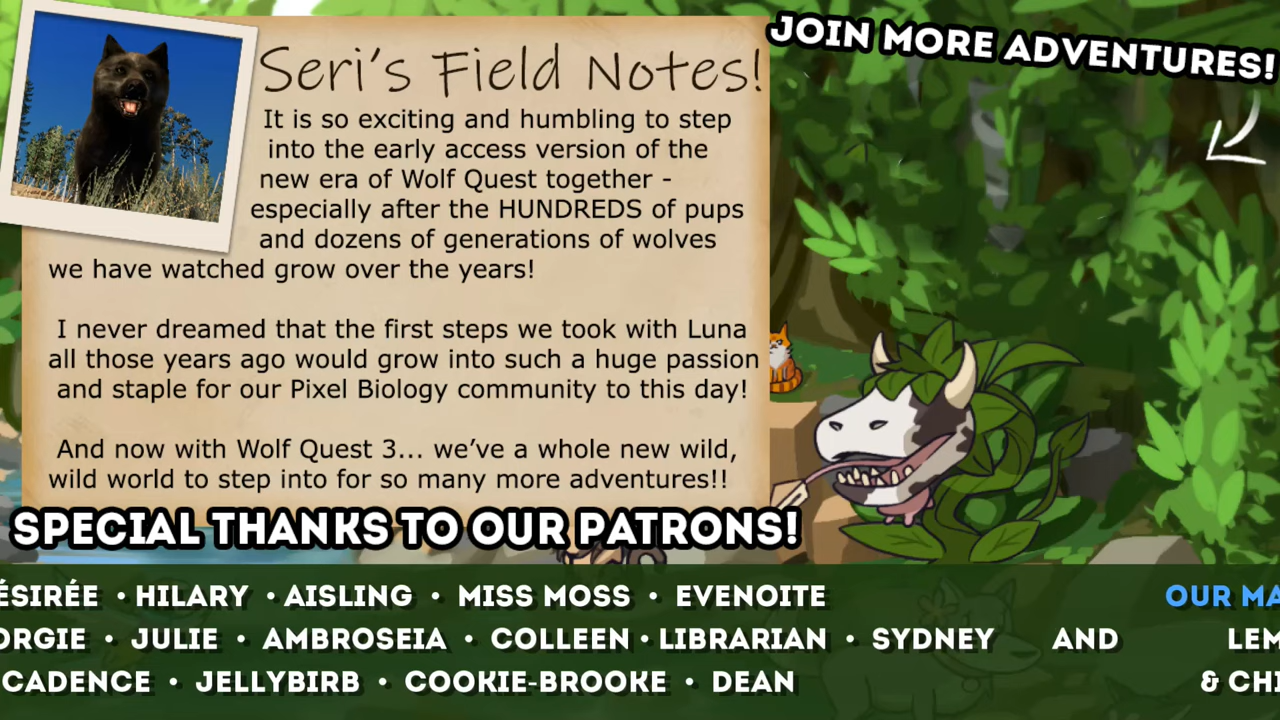 Seri's Field Notes!
JOIN MORE ADVENTURES!
It is so exciting and humbling to step
into the early access version of the
new era of Wolf Quest together -
especially after the HUNDREDS of pups
and dozens of generations of wolves
we have watched grow over the years!
I never dreamed that the first steps we took with Luna
all those years ago would grow into such a huge passion
and staple for our Pixel Biology community to this day!
And now with Wolf Quest 3... we've a whole new wild,
wild world to step into for so many more adventures!!
SPECIAL THANKS TO OUR PATRONS!
ÉSIRÉE • HILARY • AISLING • MISS MOSS • EVENOITE OUR MA
ORGIE • JULIE • AMBROSEIA • COLLEEN • LIBRARIAN • SYDNEY AND LEM
CADENCE • JELLYBIRB • COOKIE-BROOKE • DEAN & CHI